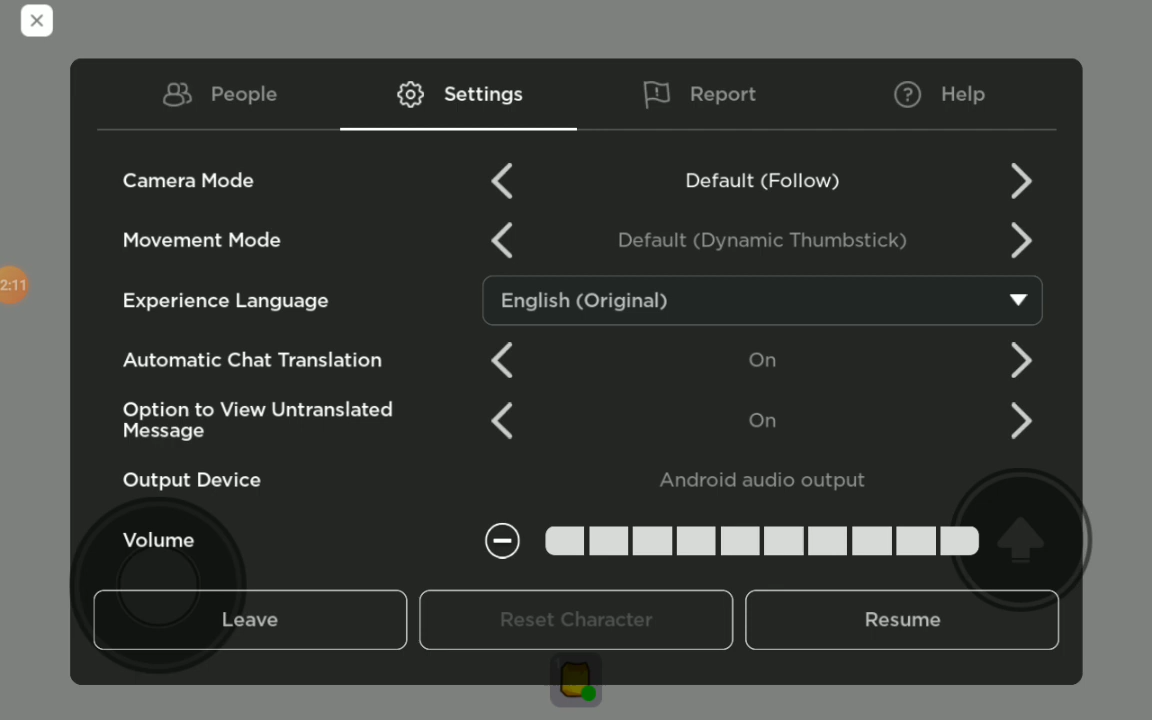 People
Settings
Report
Help
Camera Mode
Default (Follow)
Movement Mode
Default (Dynamic Thumbstick)
2:11
Experience Language
English (Original)
Automatic Chat Translation
On
Option to View Untranslated
Message
On
Output Device
Android audio output
Volume
Leave
Reset Character
Resume